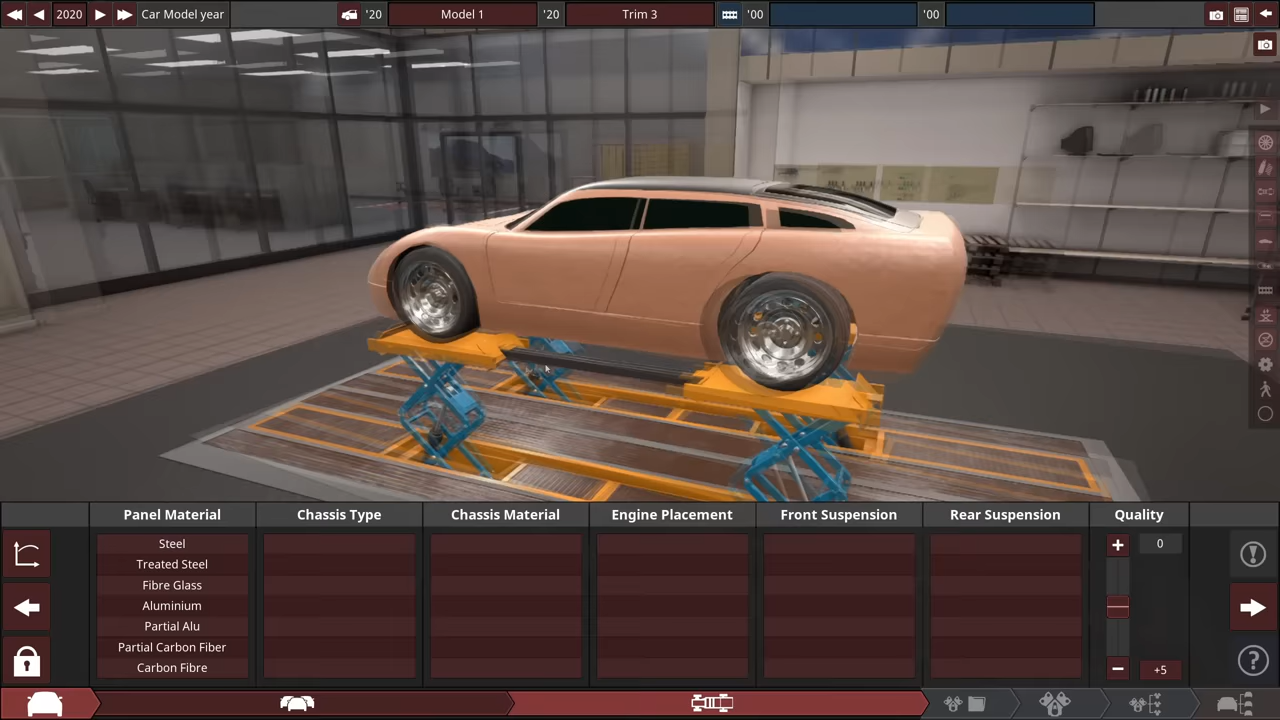 2020 Car Model year '20 Model 1 '20 Trim 3 '00 '00
Panel Material Chassis Type Chassis Material Engine Placement Front Suspension Rear Suspension Quality
Steel
Treated Steel
Fibre Glass
Aluminium
Partial Alu
Partial Carbon Fiber
Carbon Fibre
+ 0
− +5
?